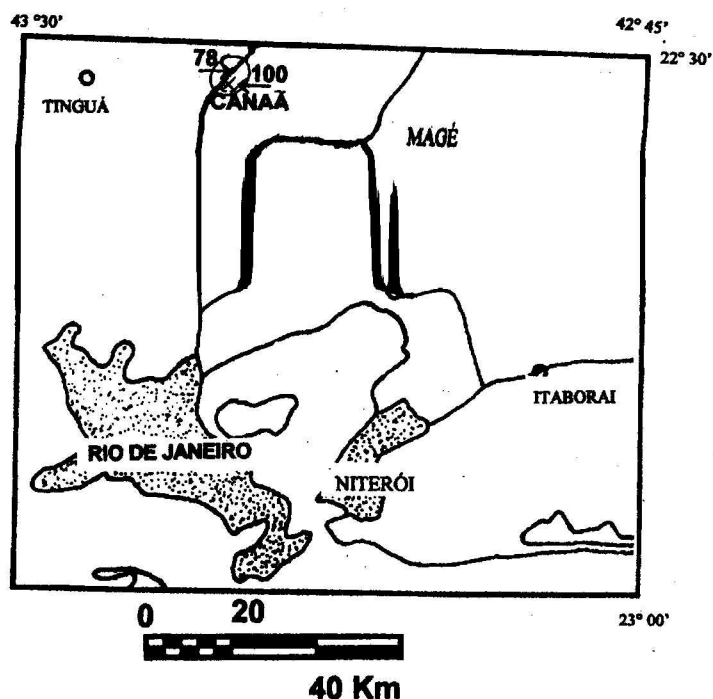 43° 30'
42° 45'
22° 30'
78
100
CANAÃ
TINGUÁ
MAGÉ
ITABORAI
RIO DE JANEIRO
NITERÓI
23° 00'
0 20
40 Km